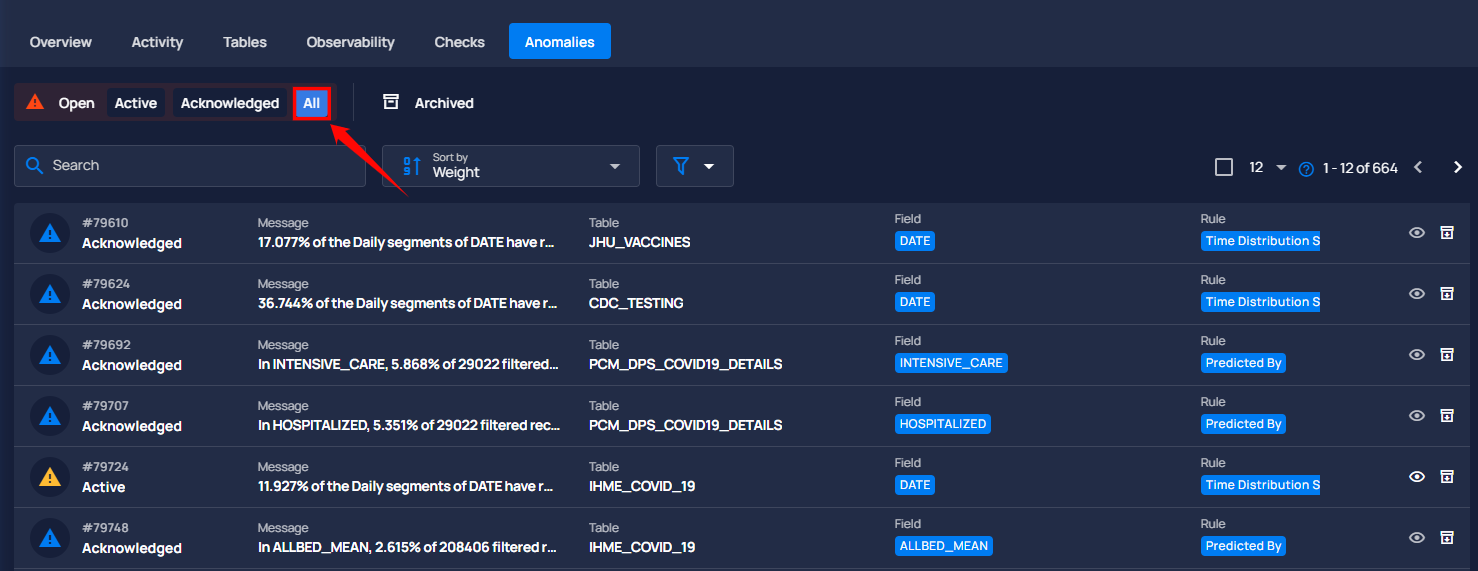 Overview Activity Tables Observability Checks Anomalies
Open Active Acknowledged All Archived
Search
Sort by
Weight
12 1 - 12 of 664
#79610 Message Table Field Rule
Acknowledged 17.077% of the Daily segments of DATE have r... JHU_VACCINES DATE Time Distribution S
#79624 Message Table Field Rule
Acknowledged 36.744% of the Daily segments of DATE have r... CDC_TESTING DATE Time Distribution S
#79692 Message Table Field Rule
Acknowledged In INTENSIVE_CARE, 5.868% of 29022 filtered... PCM_DPS_COVID19_DETAILS INTENSIVE_CARE Predicted By
#79707 Message Table Field Rule
Acknowledged In HOSPITALIZED, 5.351% of 29022 filtered rec... PCM_DPS_COVID19_DETAILS HOSPITALIZED Predicted By
#79724 Message Table Field Rule
Active 11.927% of the Daily segments of DATE have r... IHME_COVID_19 DATE Time Distribution S
#79748 Message Table Field Rule
Acknowledged In ALLBED_MEAN, 2.615% of 208406 filtered r... IHME_COVID_19 ALLBED_MEAN Predicted By